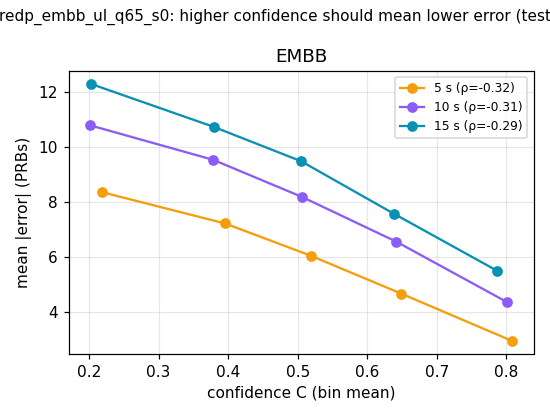 redp_embb_ul_q65_s0: higher confidence should mean lower error (test
EMBB
5 s (ρ=-0.32)
10 s (ρ=-0.31)
15 s (ρ=-0.29)
mean |error| (PRBs)
12
10
8
6
4
0.2 0.3 0.4 0.5 0.6 0.7 0.8
confidence C (bin mean)